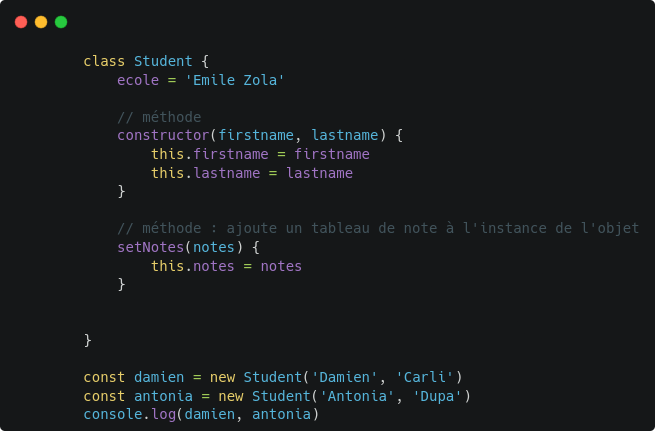 class Student {
ecole = 'Emile Zola'
// méthode
constructor(firstname, lastname) {
this.firstname = firstname
this.lastname = lastname
}
// méthode : ajoute un tableau de note à l'instance de l'objet
setNotes(notes) {
this.notes = notes
}
}
const damien = new Student('Damien', 'Carli')
const antonia = new Student('Antonia', 'Dupa')
console.log(damien, antonia)